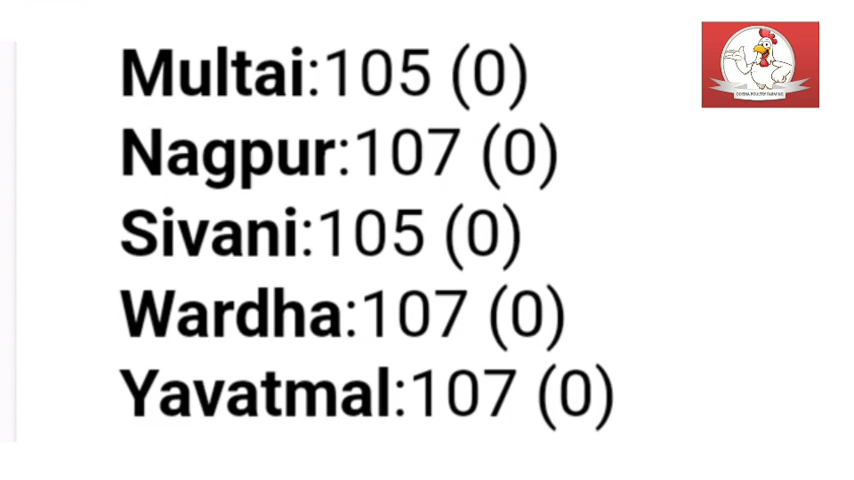 Multai:105 (0)
Nagpur:107 (0)
Sivani:105 (0)
Wardha:107 (0)
Yavatmal:107 (0)